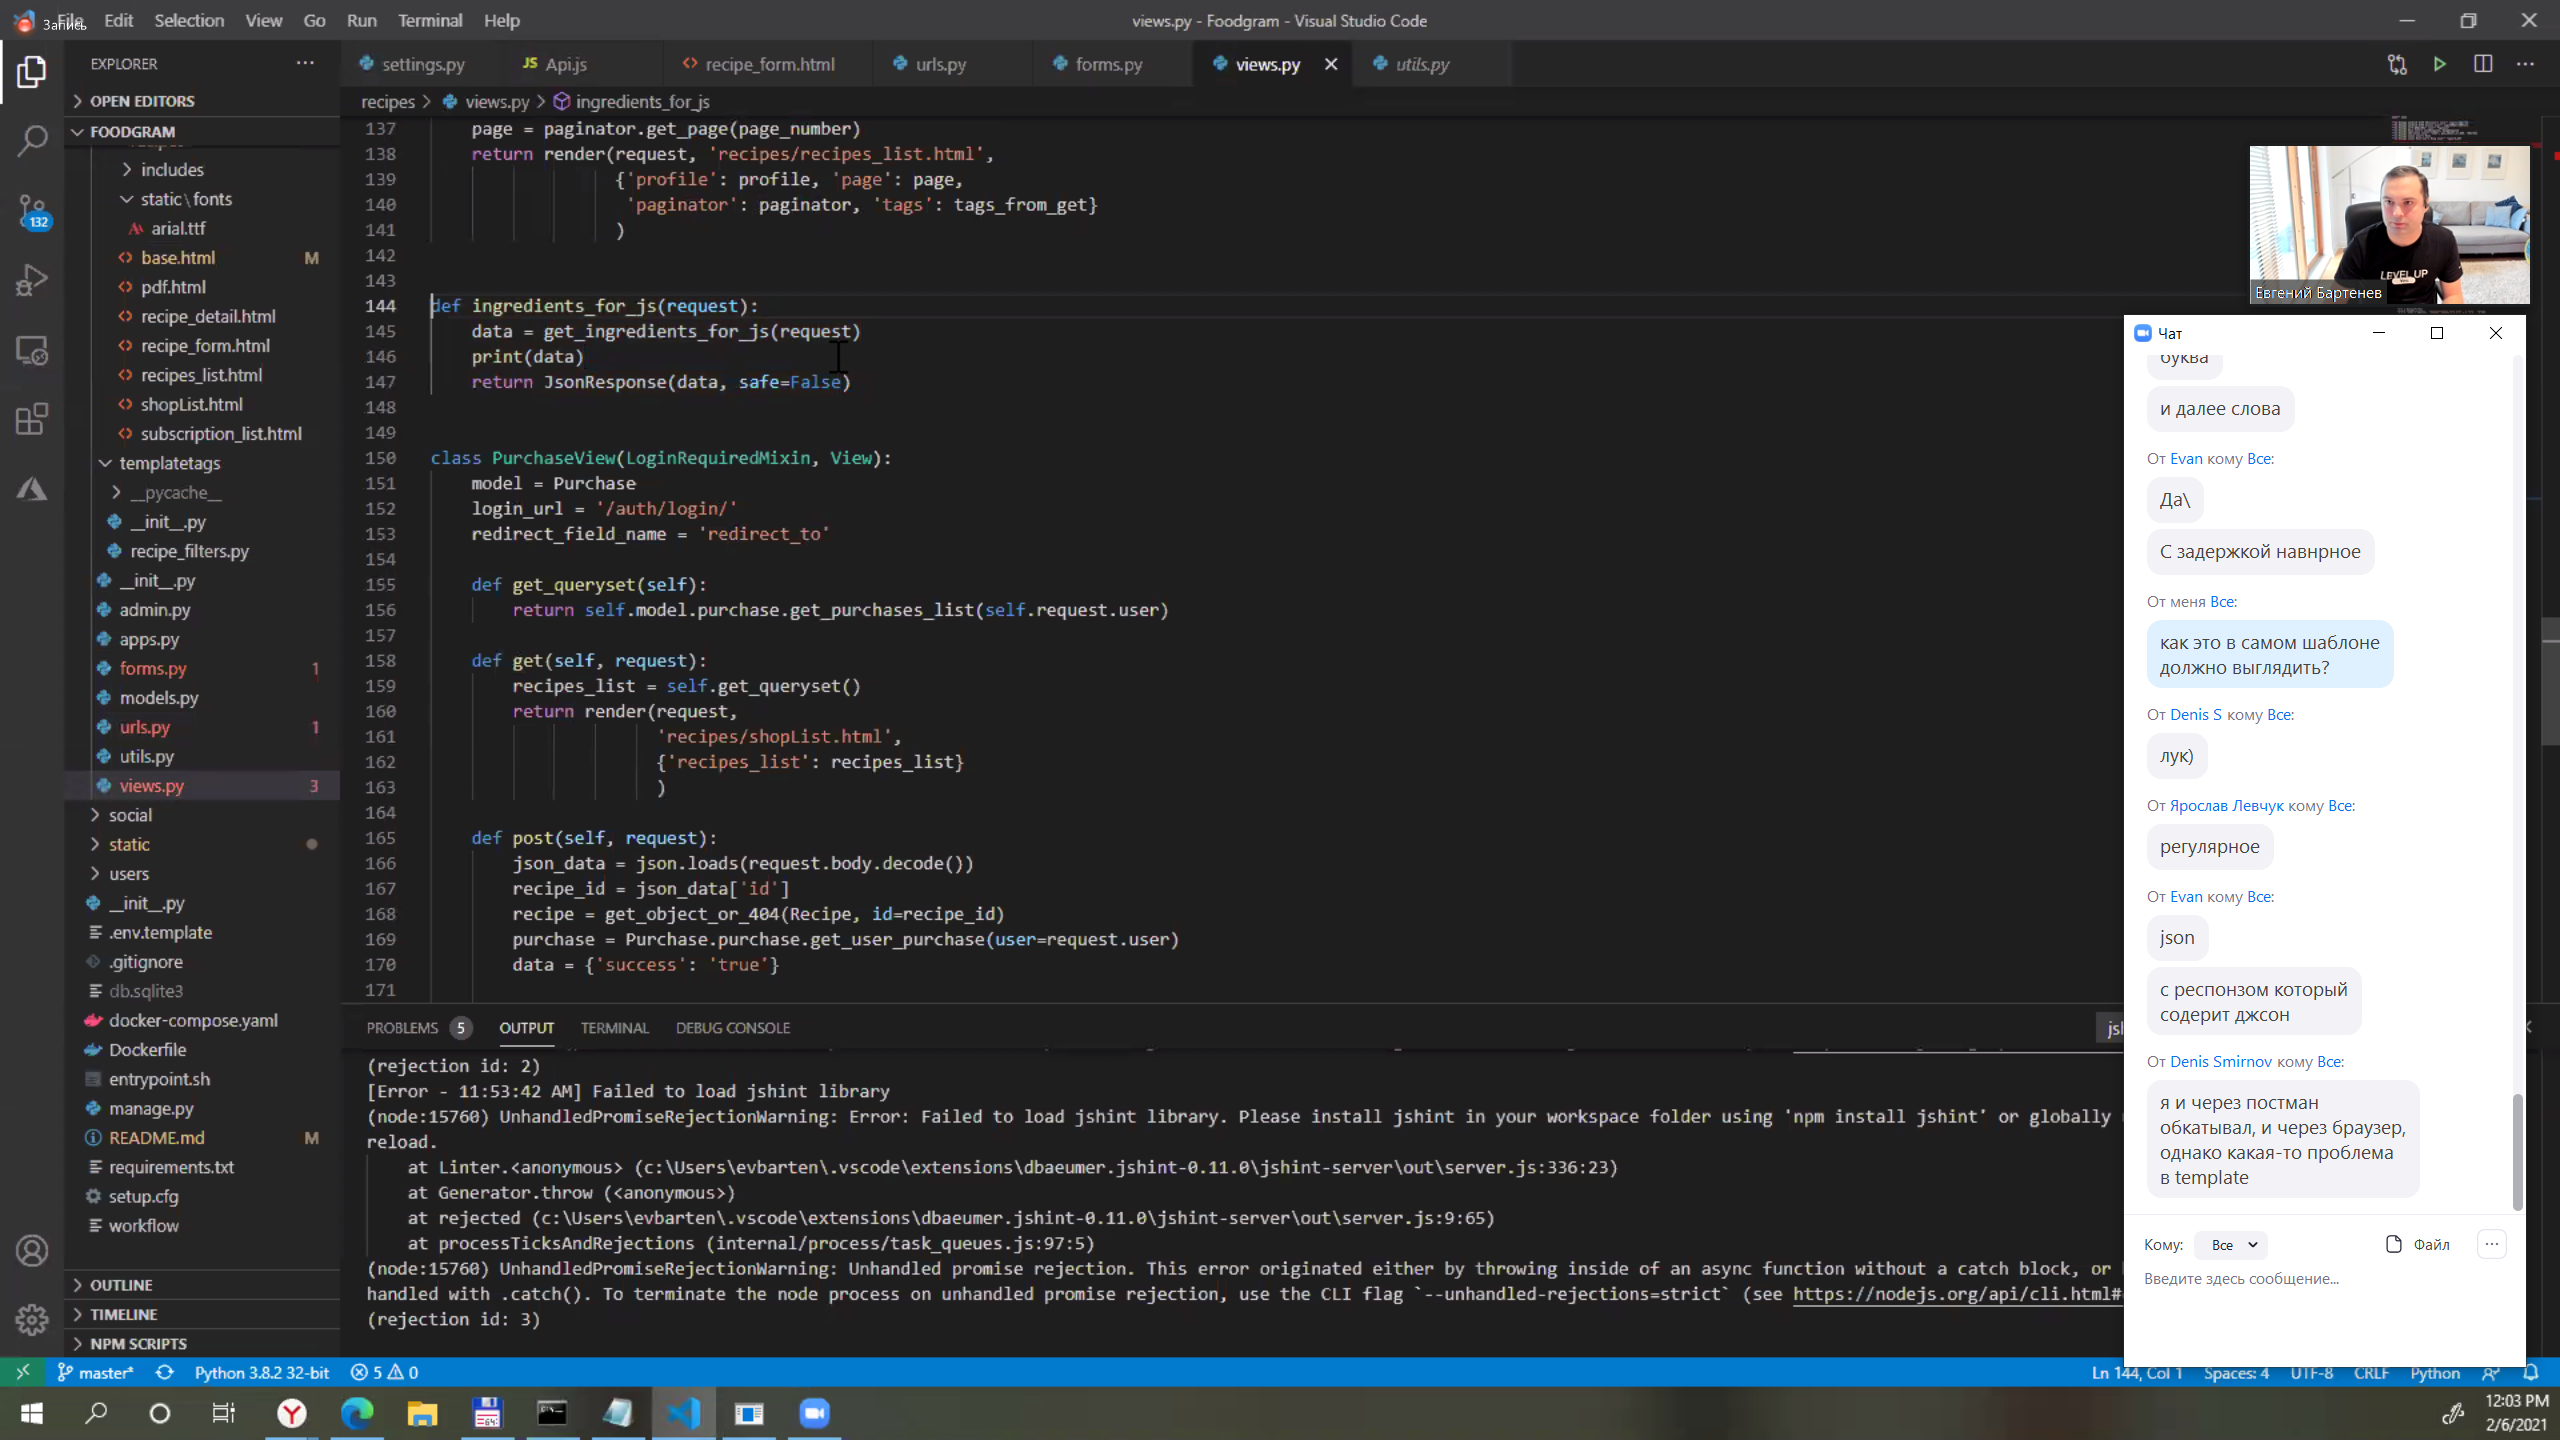 Запись
Edit Selection View Go Run Terminal Help
views.py - Foodgram - Visual Studio Code
EXPLORER
settings.py
JS Api.js
recipe_form.html
urls.py
forms.py
views.py
utils.py
OPEN EDITORS
FOODGRAM
recipes > views.py > ingredients_for_js
includes
static\fonts
arial.ttf
base.html M
pdf.html
recipe_detail.html
recipe_form.html
recipes_list.html
shopList.html
subscription_list.html
templatetags
__pycache__
__init__.py
recipe_filters.py
__init__.py
admin.py
apps.py
forms.py 1
models.py
urls.py 1
utils.py
views.py 3
social
static
users
__init__.py
.env.template
.gitignore
db.sqlite3
docker-compose.yaml
Dockerfile
entrypoint.sh
manage.py
README.md M
requirements.txt
setup.cfg
workflow
OUTLINE
TIMELINE
NPM SCRIPTS
132
137 page = paginator.get_page(page_number)
138 return render(request, 'recipes/recipes_list.html',
139 {'profile': profile, 'page': page,
140 'paginator': paginator, 'tags': tags_from_get}
141 )
142
143
144 def ingredients_for_js(request):
145 data = get_ingredients_for_js(request)
146 print(data)
147 return JsonResponse(data, safe=False)
148
149
150 class PurchaseView(LoginRequiredMixin, View):
151 model = Purchase
152 login_url = '/auth/login/'
153 redirect_field_name = 'redirect_to'
154
155 def get_queryset(self):
156 return self.model.purchase.get_purchases_list(self.request.user)
157
158 def get(self, request):
159 recipes_list = self.get_queryset()
160 return render(request,
161 'recipes/shopList.html',
162 {'recipes_list': recipes_list}
163 )
164
165 def post(self, request):
166 json_data = json.loads(request.body.decode())
167 recipe_id = json_data['id']
168 recipe = get_object_or_404(Recipe, id=recipe_id)
169 purchase = Purchase.purchase.get_user_purchase(user=request.user)
170 data = {'success': 'true'}
171
PROBLEMS 5 OUTPUT TERMINAL DEBUG CONSOLE
(rejection id: 2)
[Error - 11:53:42 AM] Failed to load jshint library
(node:15760) UnhandledPromiseRejectionWarning: Error: Failed to load jshint library. Please install jshint in your workspace folder using 'npm install jshint' or globally
reload.
at Linter.<anonymous> (c:\Users\evbarten\.vscode\extensions\dbaeumer.jshint-0.11.0\jshint-server\out\server.js:336:23)
at Generator.throw (<anonymous>)
at rejected (c:\Users\evbarten\.vscode\extensions\dbaeumer.jshint-0.11.0\jshint-server\out\server.js:9:65)
at processTicksAndRejections (internal/process/task_queues.js:97:5)
(node:15760) UnhandledPromiseRejectionWarning: Unhandled promise rejection. This error originated either by throwing inside of an async function without a catch block, or
handled with .catch(). To terminate the node process on unhandled promise rejection, use the CLI flag `--unhandled-rejections=strict` (see https://nodejs.org/api/cli.html#
(rejection id: 3)
LEVEL UP
Евгений Бартенев
Чат
буква
и далее слова
От Evan кому Все:
Да\
С задержкой навнрное
От меня Все:
как это в самом шаблоне
должно выглядить?
От Denis S кому Все:
лук)
От Ярослав Левчук кому Все:
регулярное
От Evan кому Все:
json
с респонзом который
содерит джсон
От Denis Smirnov кому Все:
я и через постман
обкатывал, и через браузер,
однако какая-то проблема
в template
Кому: Все
Файл
Введите здесь сообщение...
master* Python 3.8.2 32-bit 5 0
Ln 144, Col 1 Spaces: 4 UTF-8 CRLF Python
12:03 PM
2/6/2021